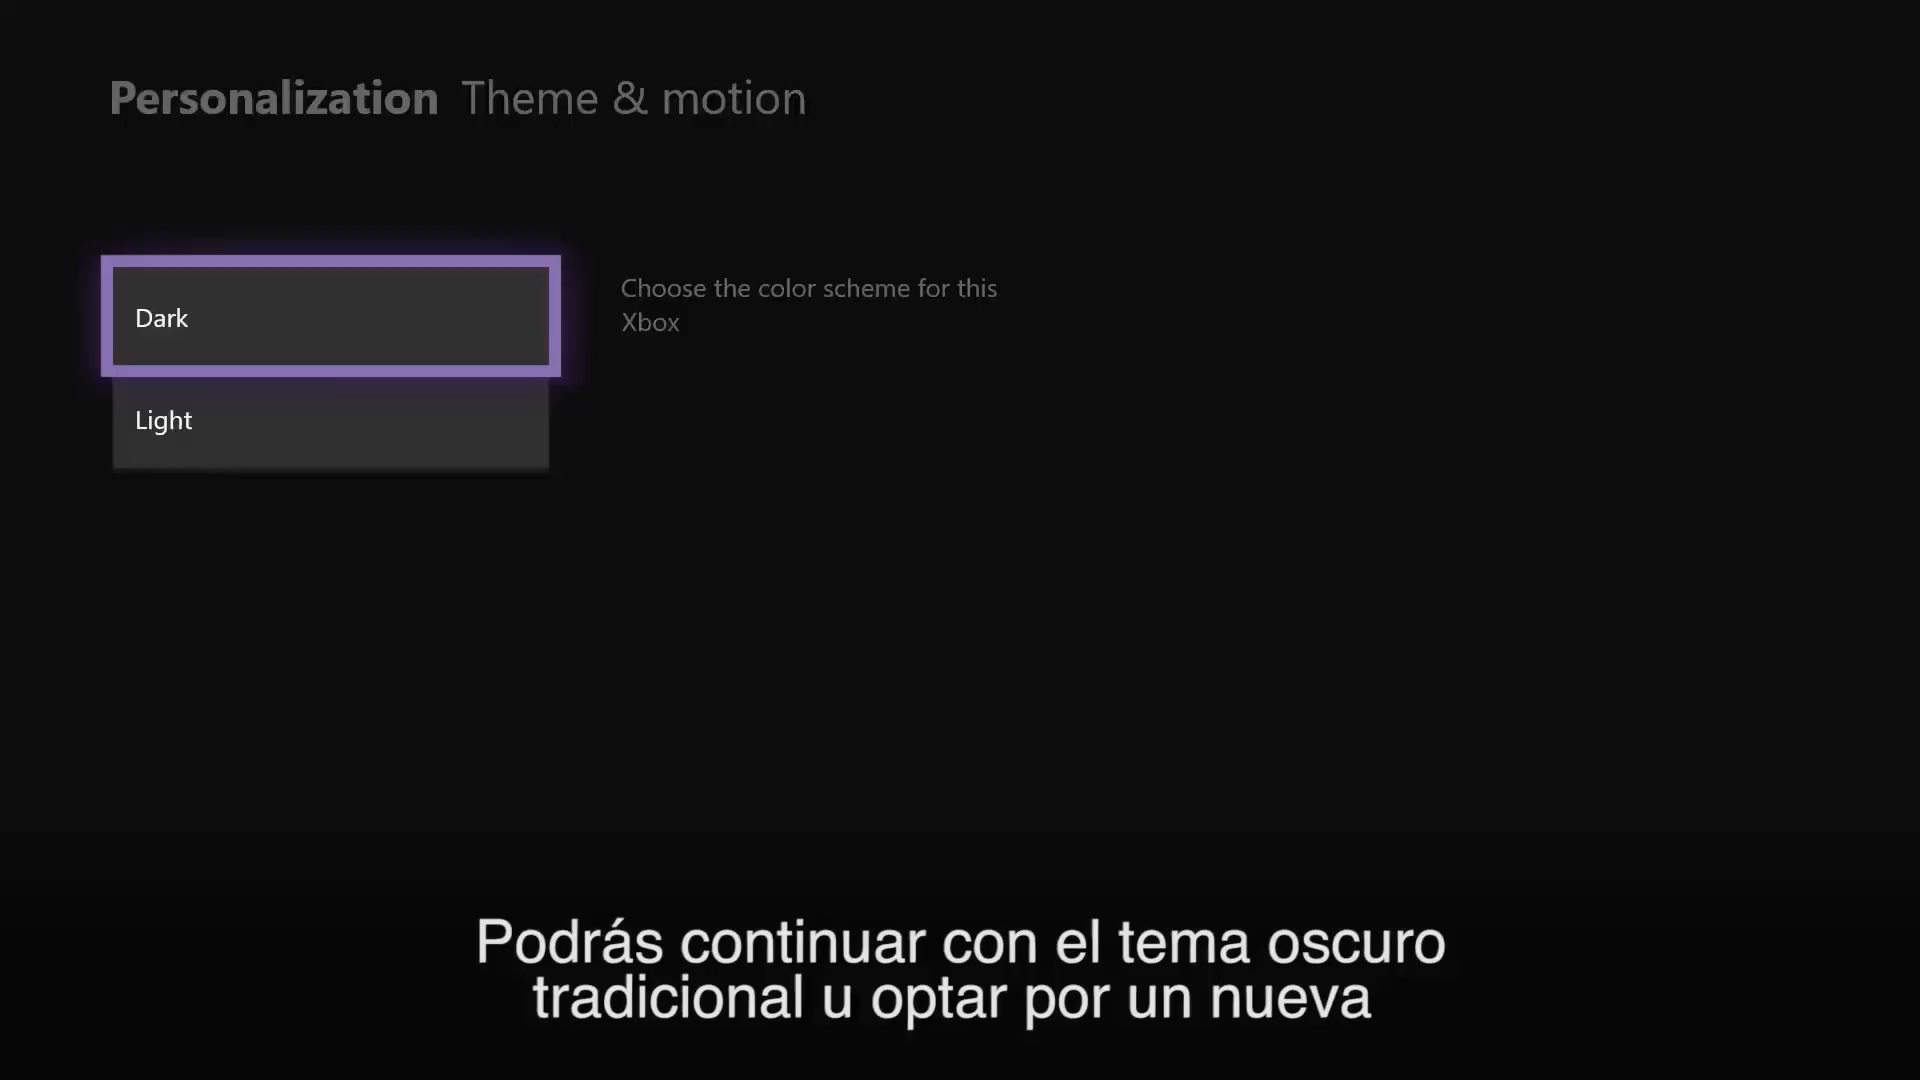 Personalization Theme & motion
Dark
Choose the color scheme for this
Xbox
Light
Podrás continuar con el tema oscuro
tradicional u optar por un nueva